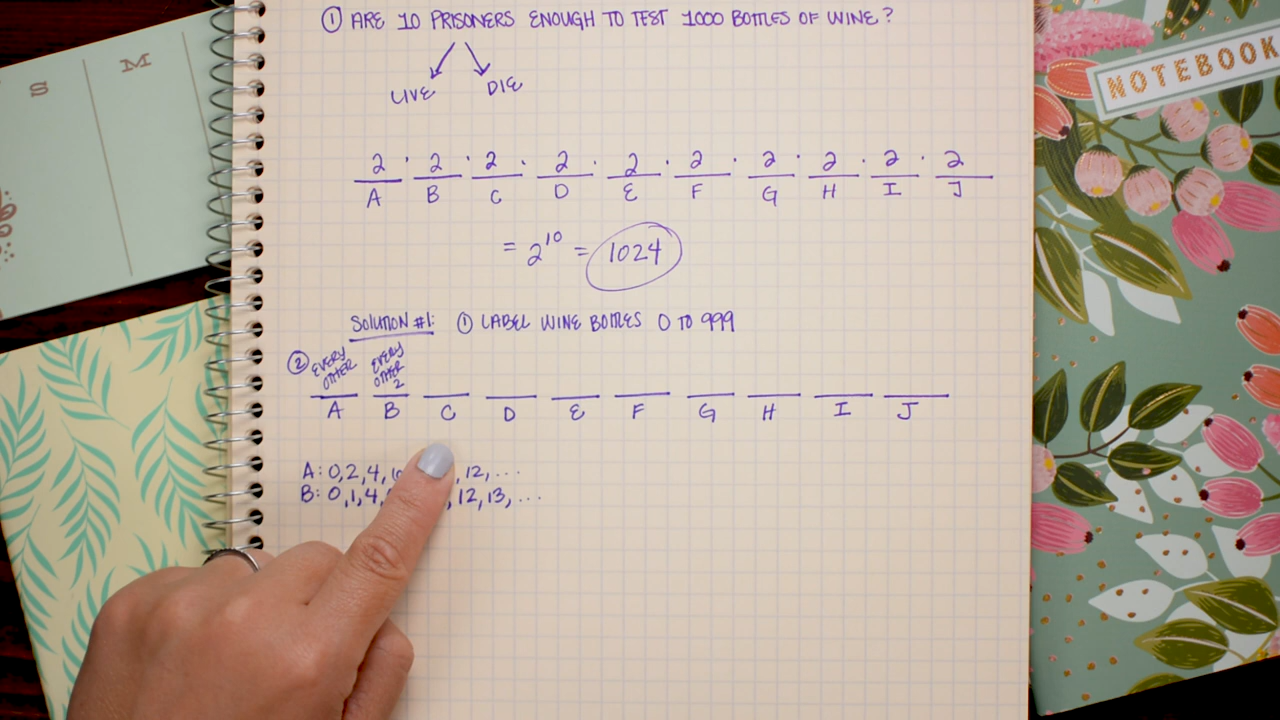 S M
① ARE 10 PRISONERS ENOUGH TO TEST 1000 BOTTLES OF WINE?
LIVE DIE
2 · 2 · 2 · 2 · 2 · 2 · 2 · 2 · 2 · 2
A B C D E F G H I J
= 2^10 = 1024
SOLUTION #1: ① LABEL WINE BOTTLES 0 TO 999
② EVERY OTHER EVERY OTHER 2
A B C D E F G H I J
A: 0,2,4, 12, ...
B: 0,1,4, 12, 13, ...
NOTEBOOK